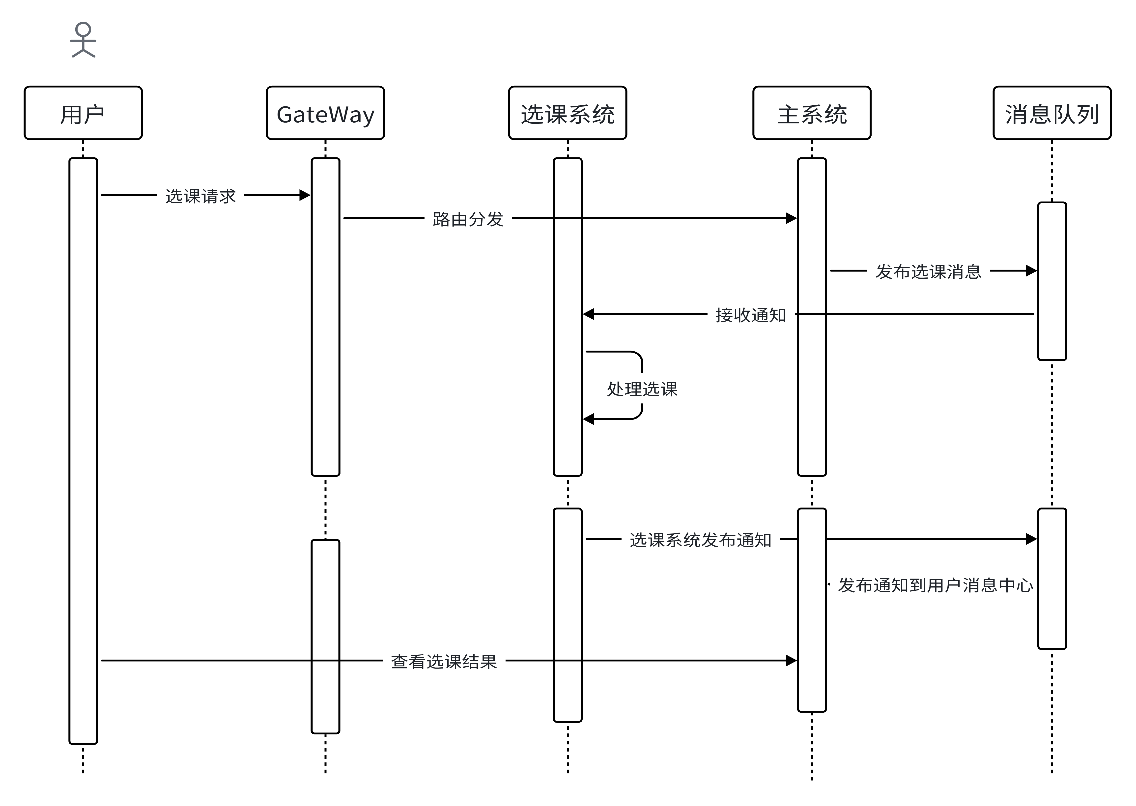 用户
GateWay
选课系统
主系统
消息队列
选课请求
路由分发
发布选课消息
接收通知
处理选课
选课系统发布通知
发布通知到用户消息中心
查看选课结果